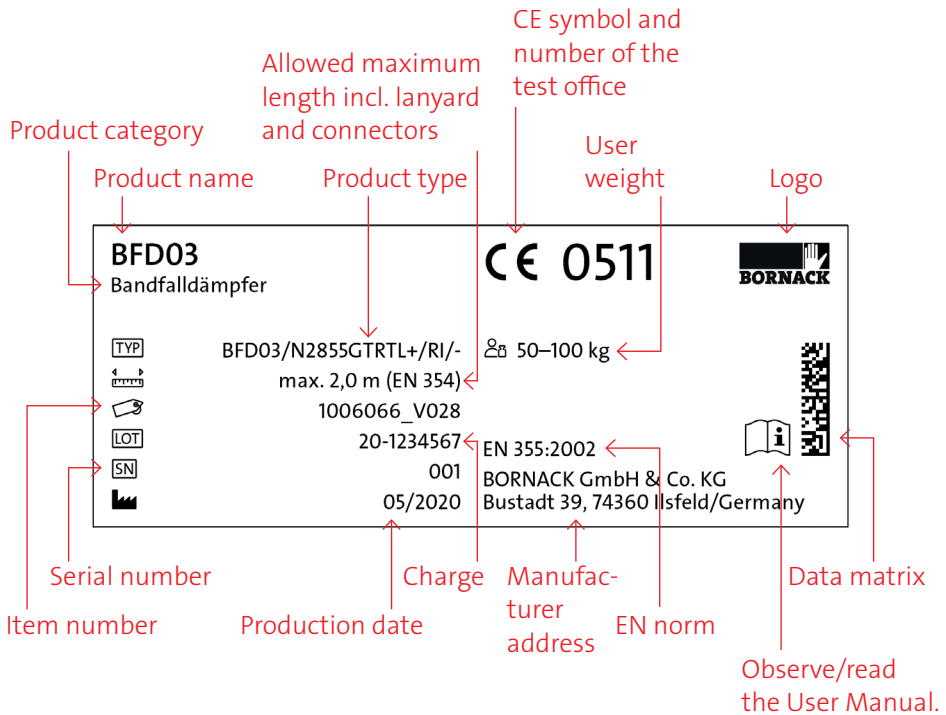 CE symbol and
number of the
test office
Allowed maximum
length incl. lanyard
and connectors
Product category
User
weight
Product name
Product type
Logo
BFD03
Bandfalldämpfer
CE 0511
BORNACK
TYP
BFD03/N2855GTRTL+/RI/-
50–100 kg
max. 2,0 m (EN 354)
1006066_V028
LOT
20-1234567
EN 355:2002
i
SN
001
BORNACK GmbH & Co. KG
05/2020
Bustadt 39, 74360 Ilsfeld/Germany
Serial number
Charge
Manufac-
turer
address
Data matrix
Item number
Production date
EN norm
Observe/read
the User Manual.